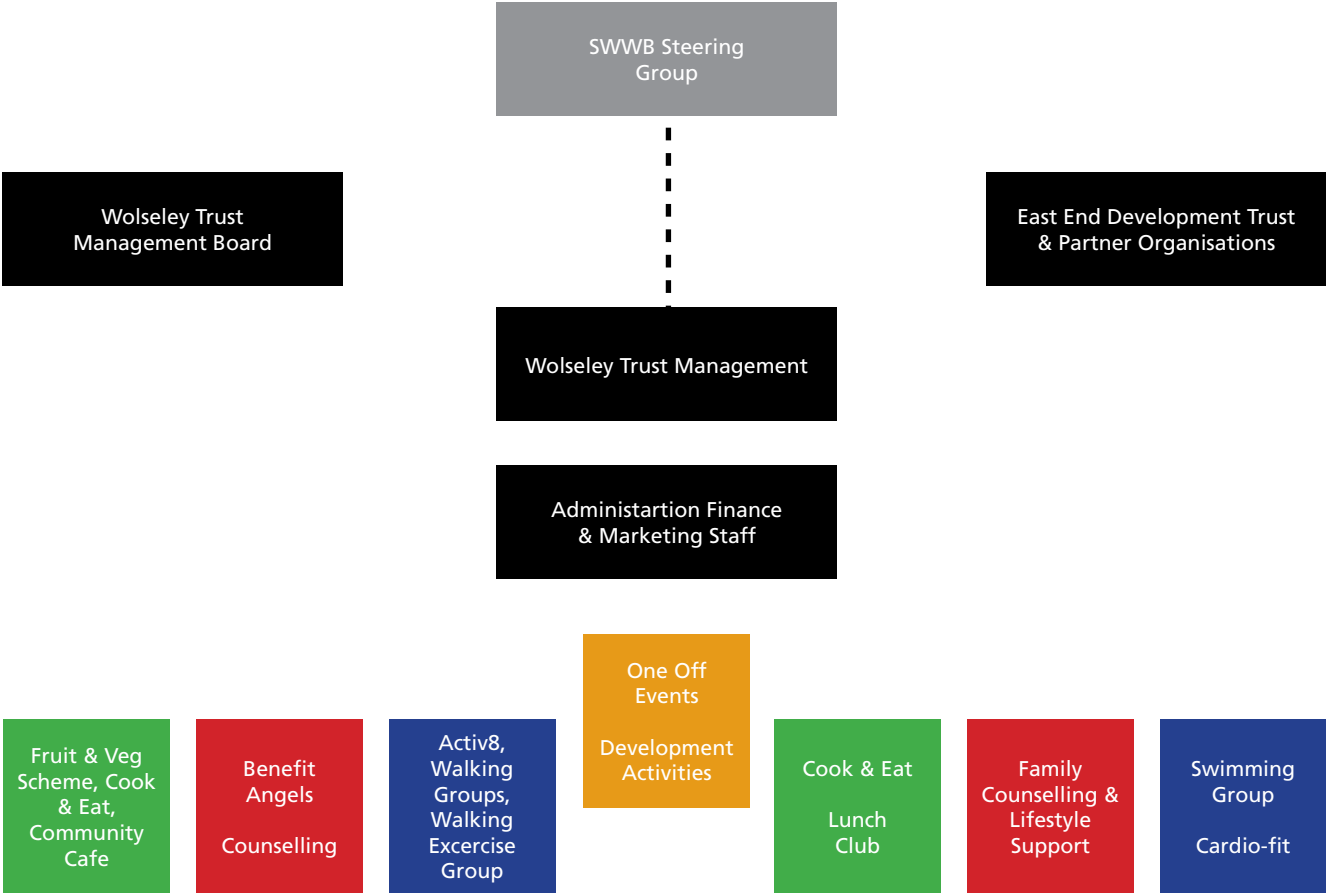 SWWB Steering
Group
Wolseley Trust
Management Board
East End Development Trust
& Partner Organisations
Wolseley Trust Management
Administartion Finance
& Marketing Staff
One Off
Events
Development
Activities
Fruit & Veg
Scheme, Cook
& Eat,
Community
Cafe
Benefit
Angels
Counselling
Activ8,
Walking
Groups,
Walking
Excercise
Group
Cook & Eat
Lunch
Club
Family
Counselling &
Lifestyle
Support
Swimming
Group
Cardio-fit